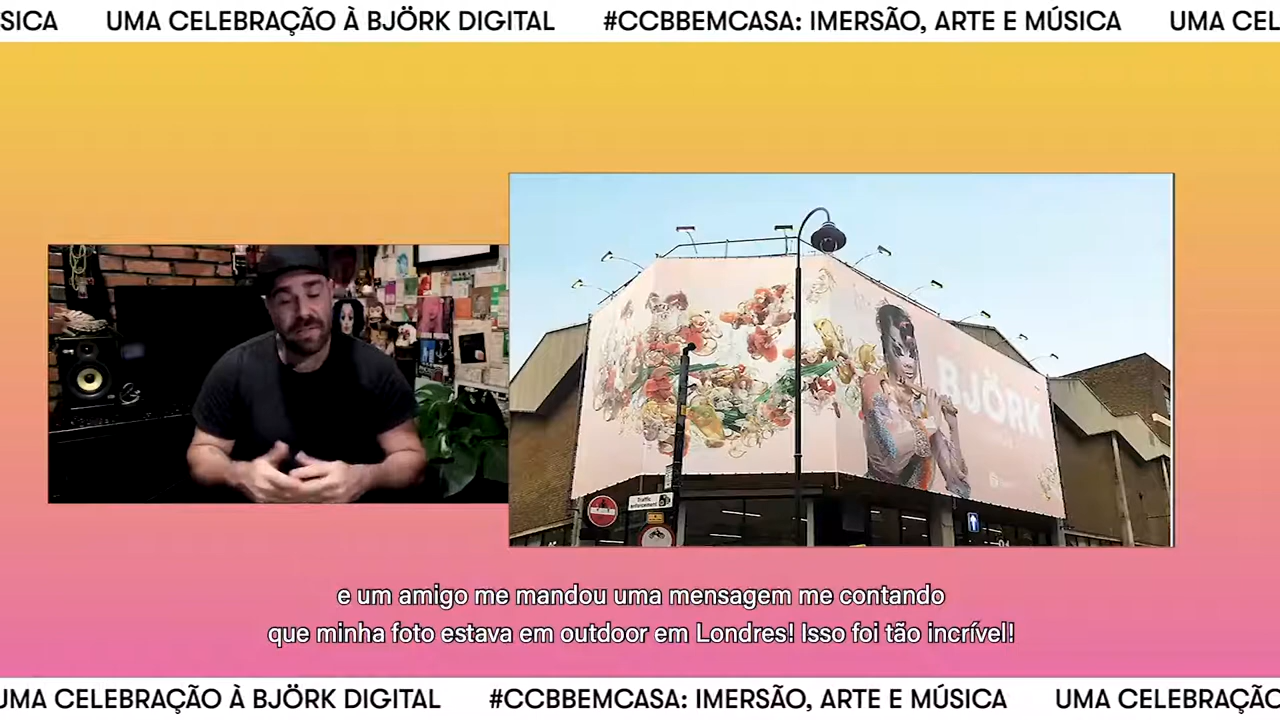 SICA UMA CELEBRAÇÃO À BJÖRK DIGITAL #CCBBEMCASA: IMERSÃO, ARTE E MÚSICA UMA CEL
BJÖRK
Traffic
enforcement
e um amigo me mandou uma mensagem me contando
que minha foto estava em outdoor em Londres! Isso foi tão incrível!
UMA CELEBRAÇÃO À BJÖRK DIGITAL #CCBBEMCASA: IMERSÃO, ARTE E MÚSICA UMA CELEBRAÇÃO